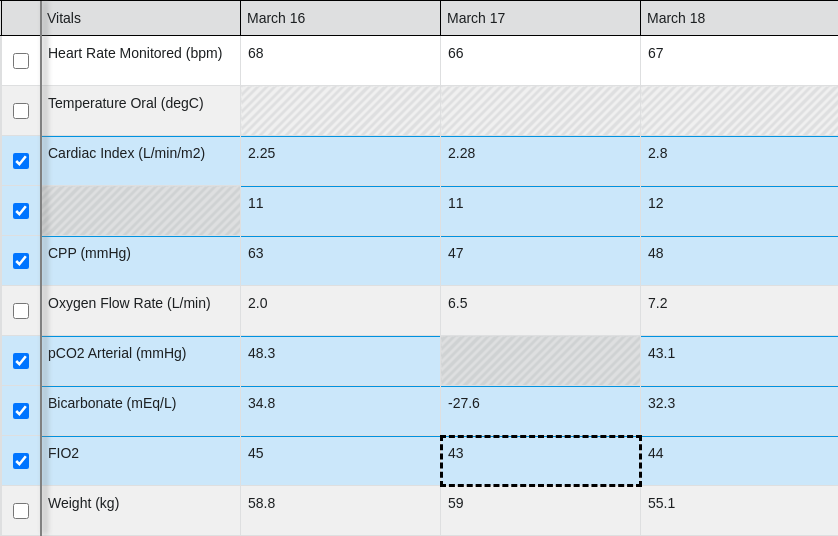 Vitals March 16 March 17 March 18
Heart Rate Monitored (bpm) 68 66 67
Temperature Oral (degC)
Cardiac Index (L/min/m2) 2.25 2.28 2.8
11 11 12
CPP (mmHg) 63 47 48
Oxygen Flow Rate (L/min) 2.0 6.5 7.2
pCO2 Arterial (mmHg) 48.3 43.1
Bicarbonate (mEq/L) 34.8 -27.6 32.3
FIO2 45 43 44
Weight (kg) 58.8 59 55.1